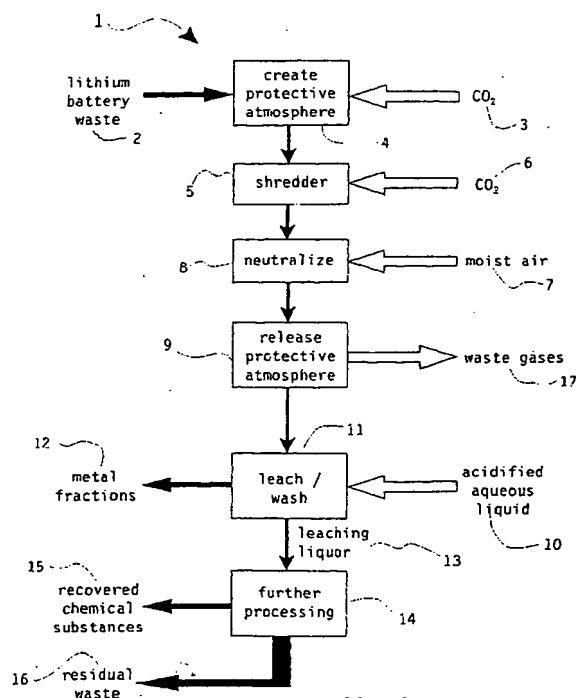 1
lithium
battery
waste
2
create
protective
atmosphere
CO₂
3
4
5
shredder
CO₂
6
8
neutralize
moist air
7
9
release
protective
atmosphere
waste gases
17
11
12
metal
fractions
leach /
wash
acidified
aqueous
liquid
10
leaching
liquor
13
15
recovered
chemical
substances
further
processing
14
16
residual
waste